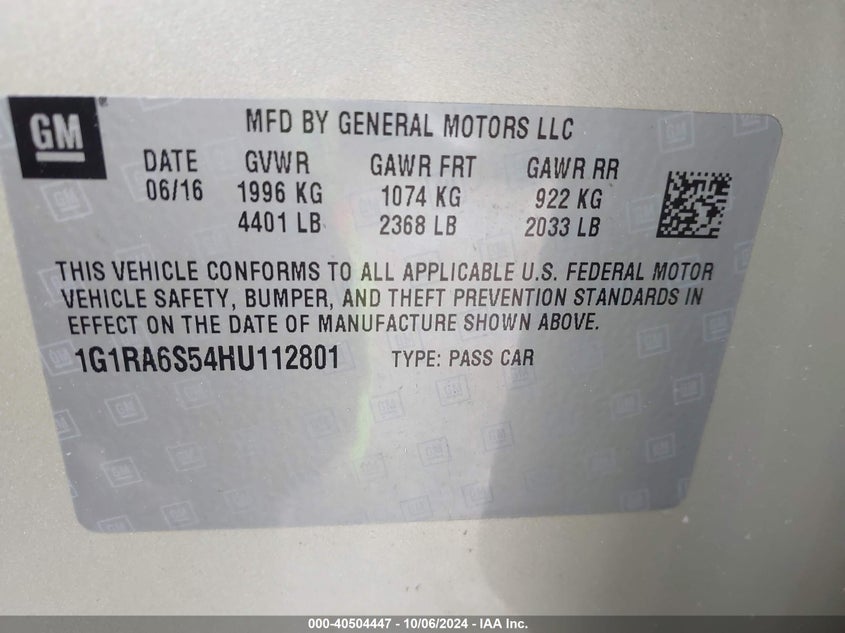 GM
MFD BY GENERAL MOTORS LLC
DATE GVWR GAWR FRT GAWR RR
06/16 1996 KG 1074 KG 922 KG
4401 LB 2368 LB 2033 LB
THIS VEHICLE CONFORMS TO ALL APPLICABLE U.S. FEDERAL MOTOR
VEHICLE SAFETY, BUMPER, AND THEFT PREVENTION STANDARDS IN
EFFECT ON THE DATE OF MANUFACTURE SHOWN ABOVE.
1G1RA6S54HU112801 TYPE: PASS CAR
000-40504447 - 10/06/2024 - IAA Inc.